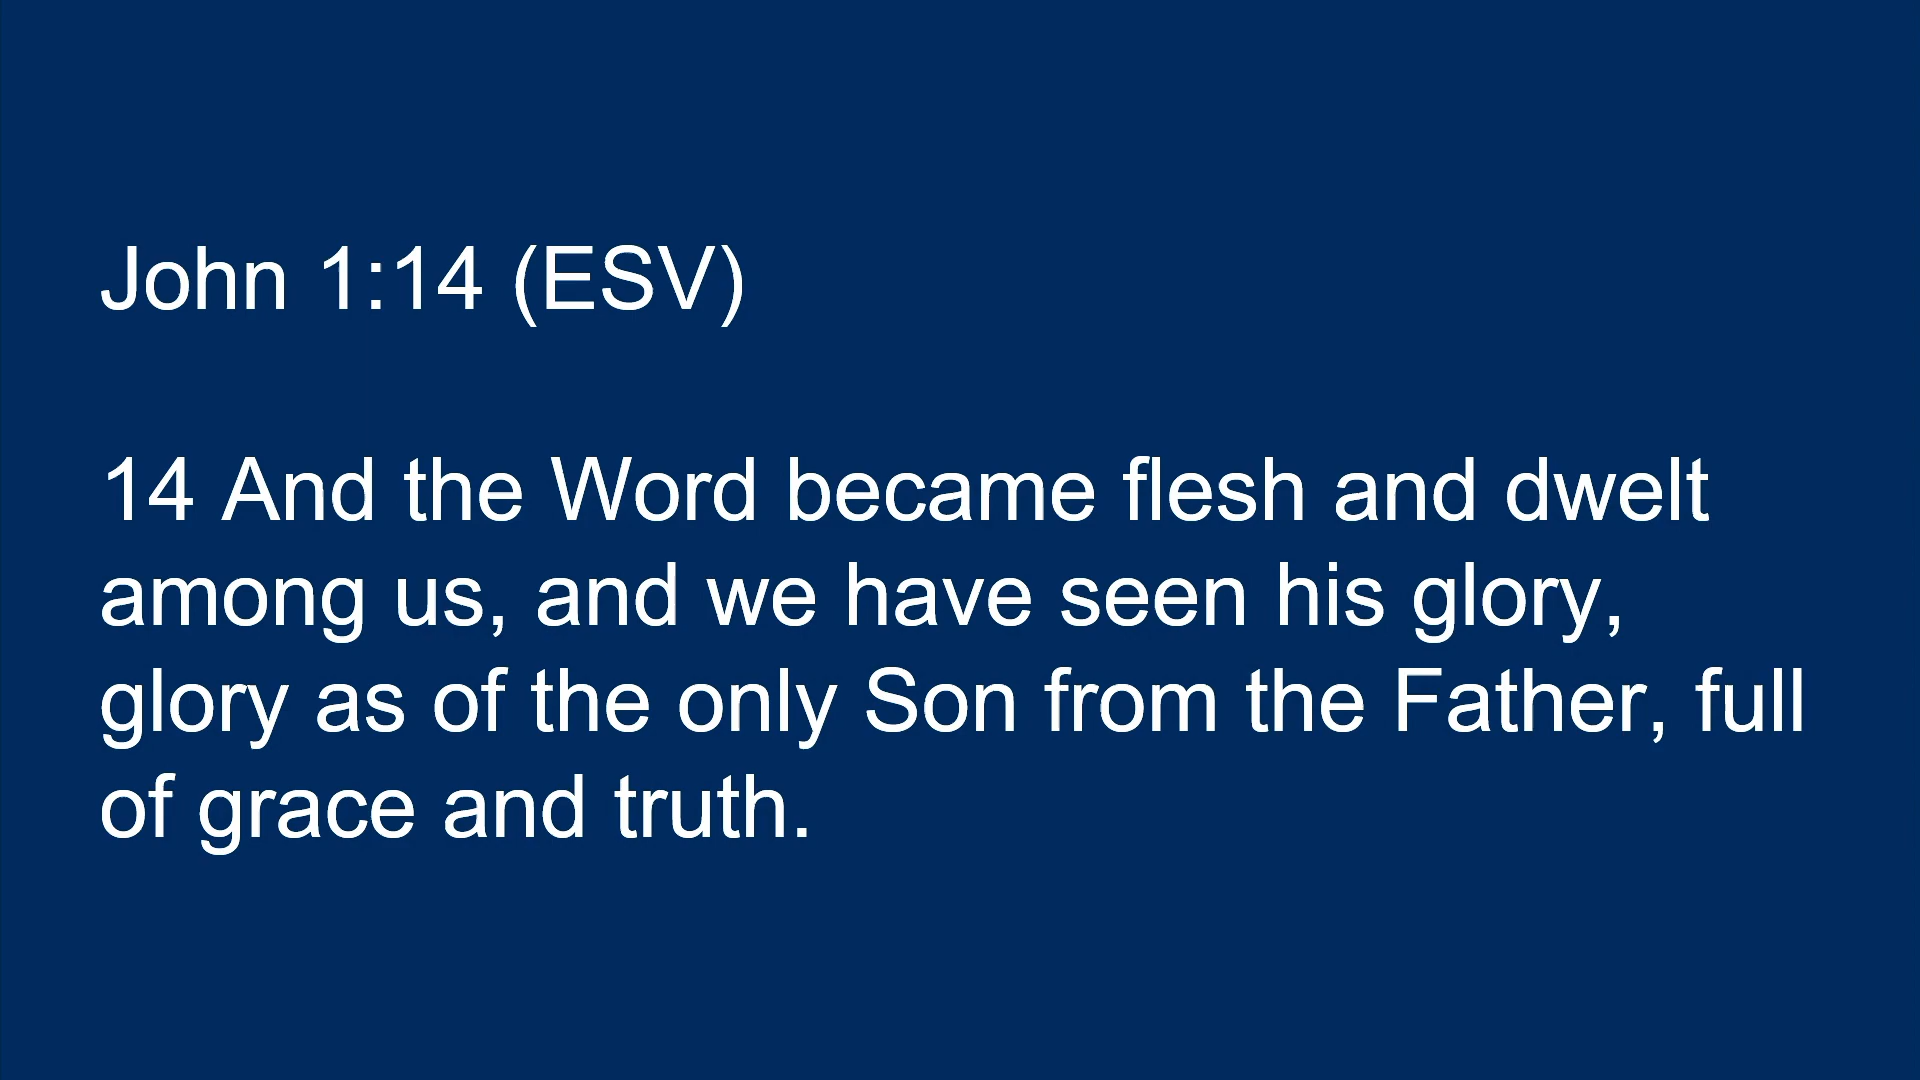 John 1:14 (ESV)
14 And the Word became flesh and dwelt
among us, and we have seen his glory,
glory as of the only Son from the Father, full
of grace and truth.